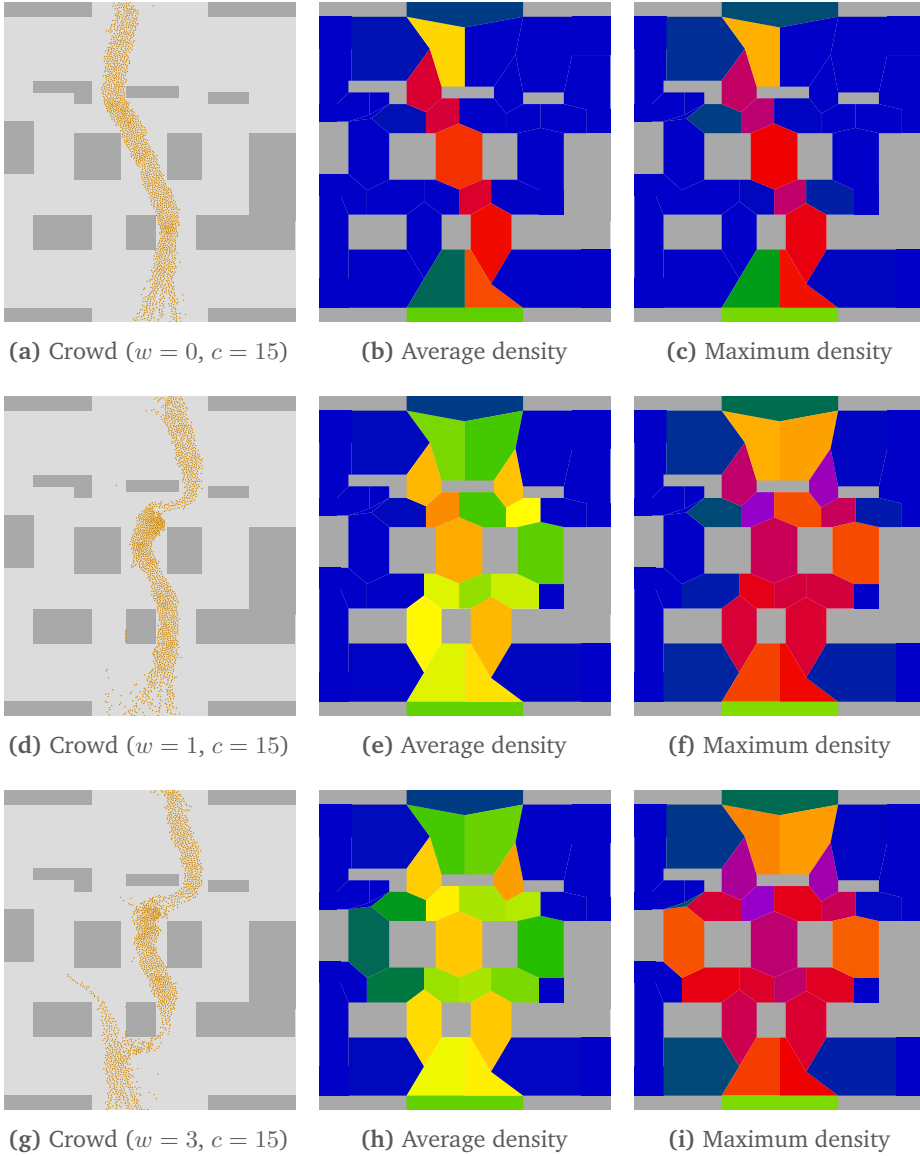 (a) Crowd (w = 0, c = 15) (b) Average density (c) Maximum density
(d) Crowd (w = 1, c = 15) (e) Average density (f) Maximum density
(g) Crowd (w = 3, c = 15) (h) Average density (i) Maximum density